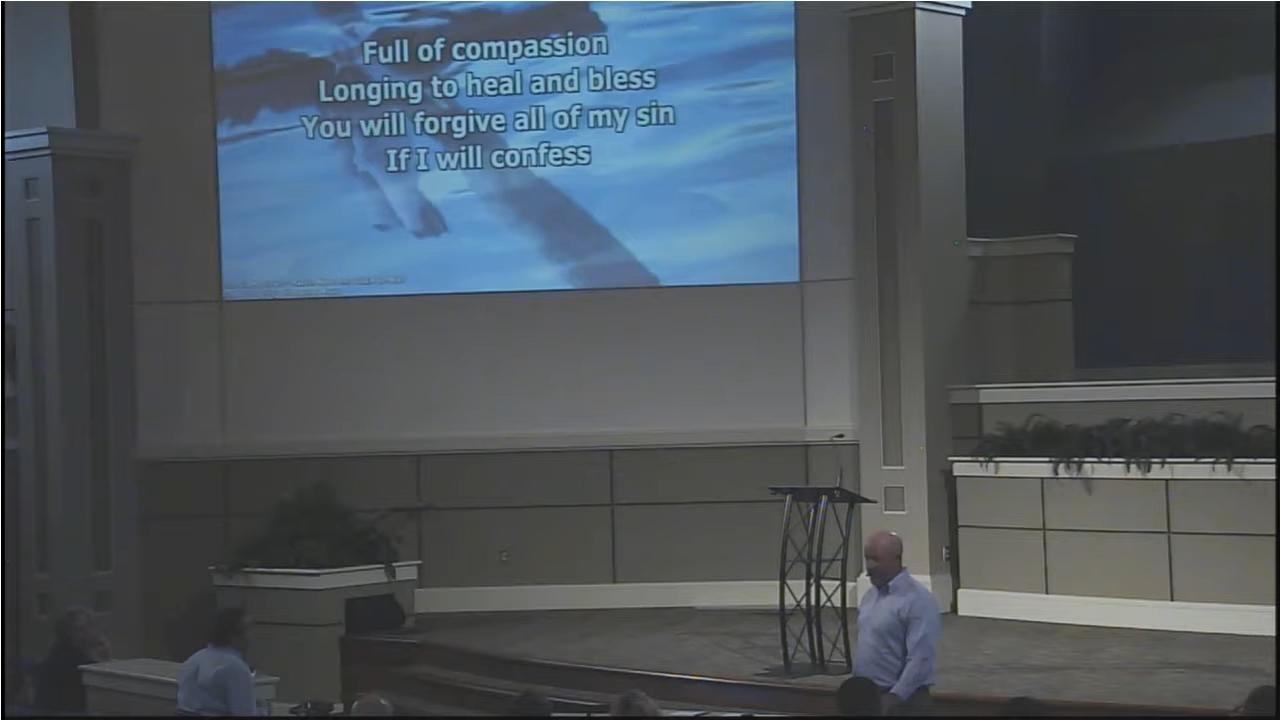 Full of compassion
Longing to heal and bless
You will forgive all of my sin
If I will confess